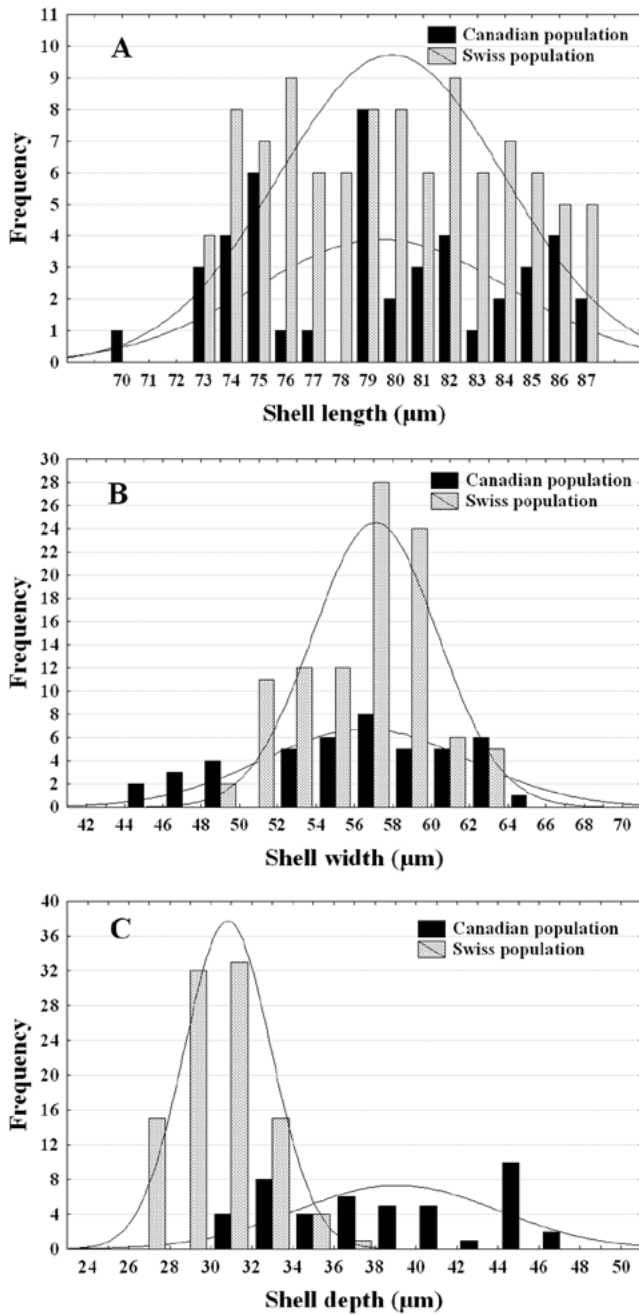 11
A
Canadian population
10
Swiss population
9
8
7
6
5
4
3
2
1
0
Frequency
70 71 72 73 74 75 76 77 78 79 80 81 82 83 84 85 86 87
Shell length (µm)
30
B
Canadian population
28
Swiss population
26
24
22
20
18
16
14
12
10
8
6
4
2
0
Frequency
42 44 46 48 50 52 54 56 58 60 62 64 66 68 70
Shell width (µm)
40
C
Canadian population
36
Swiss population
32
28
24
20
16
12
8
4
0
Frequency
24 26 28 30 32 34 36 38 40 42 44 46 48 50
Shell depth (µm)